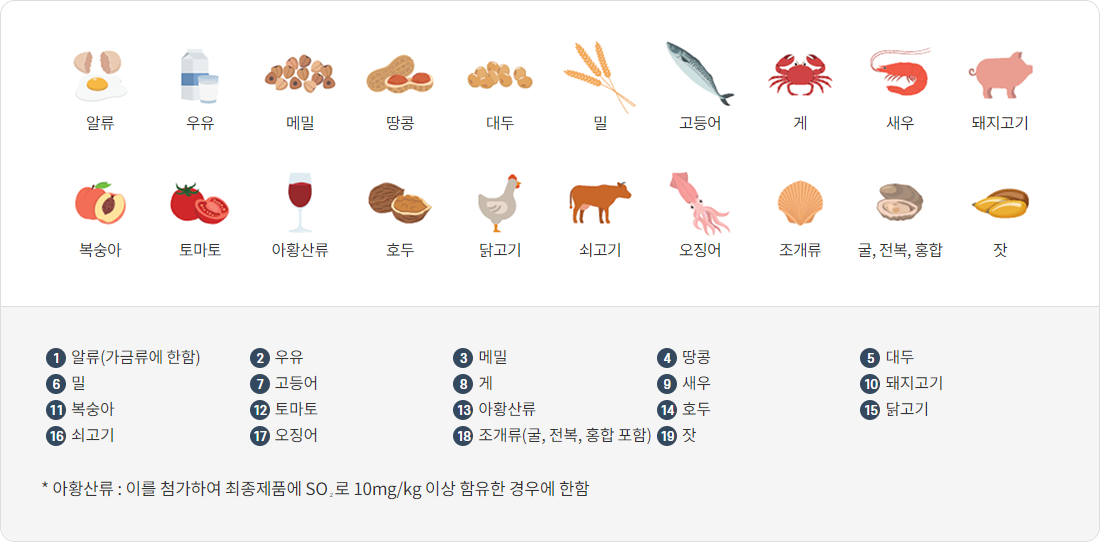 알류 우유 메밀 땅콩 대두 밀 고등어 게 새우 돼지고기
복숭아 토마토 아황산류 호두 닭고기 쇠고기 오징어 조개류 굴, 전복, 홍합 잣
1 알류(가금류에 한함) 2 우유 3 메밀 4 땅콩 5 대두
6 밀 7 고등어 8 게 9 새우 10 돼지고기
11 복숭아 12 토마토 13 아황산류 14 호두 15 닭고기
16 쇠고기 17 오징어 18 조개류(굴, 전복, 홍합 포함) 19 잣
* 아황산류 : 이를 첨가하여 최종제품에 SO₂로 10mg/kg 이상 함유한 경우에 한함